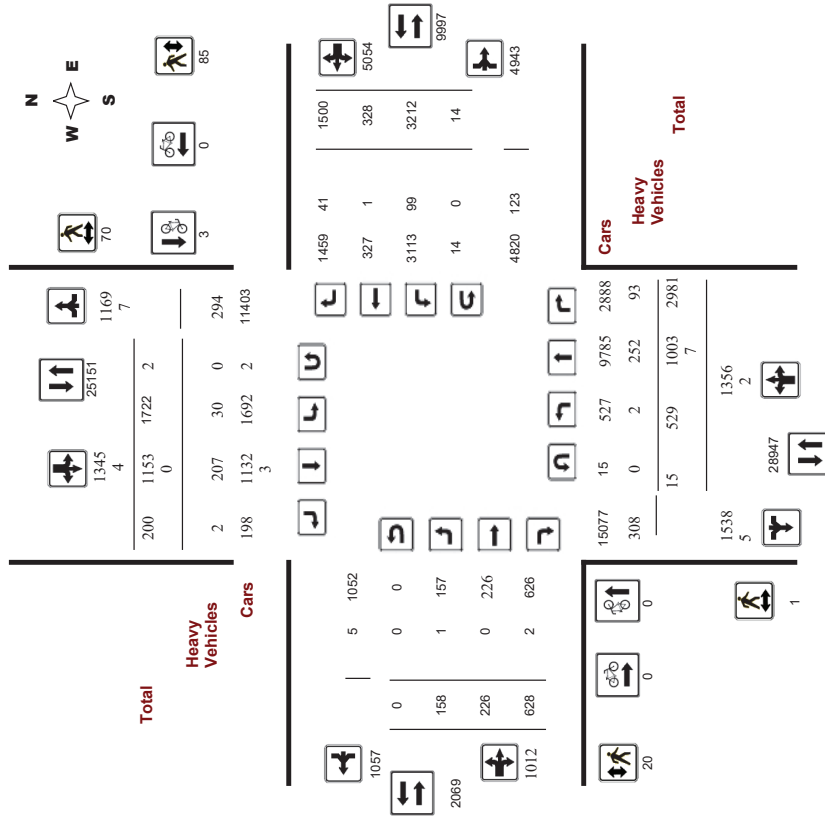 N
W E
S
85
0
70
3
1169
7
25151
1345
4
200 1153
0 1722 2
2 207 30 0 294
198 1132
3 1692 2 11403
Total
Heavy
Vehicles
Cars
5054
9997
4943
1459 41 1500
327 1 328
3113 99 3212
14 0 14
4820 123
Cars
Heavy
Vehicles
Total
15077 15 527 9785 2888
308 0 2 252 93
15 529 1003
7 2981
1356
2
28947
1538
5
5 1052
0 0 0
158 1 157
226 0 226
628 2 626
1057
2069
1012
0
0
20
1